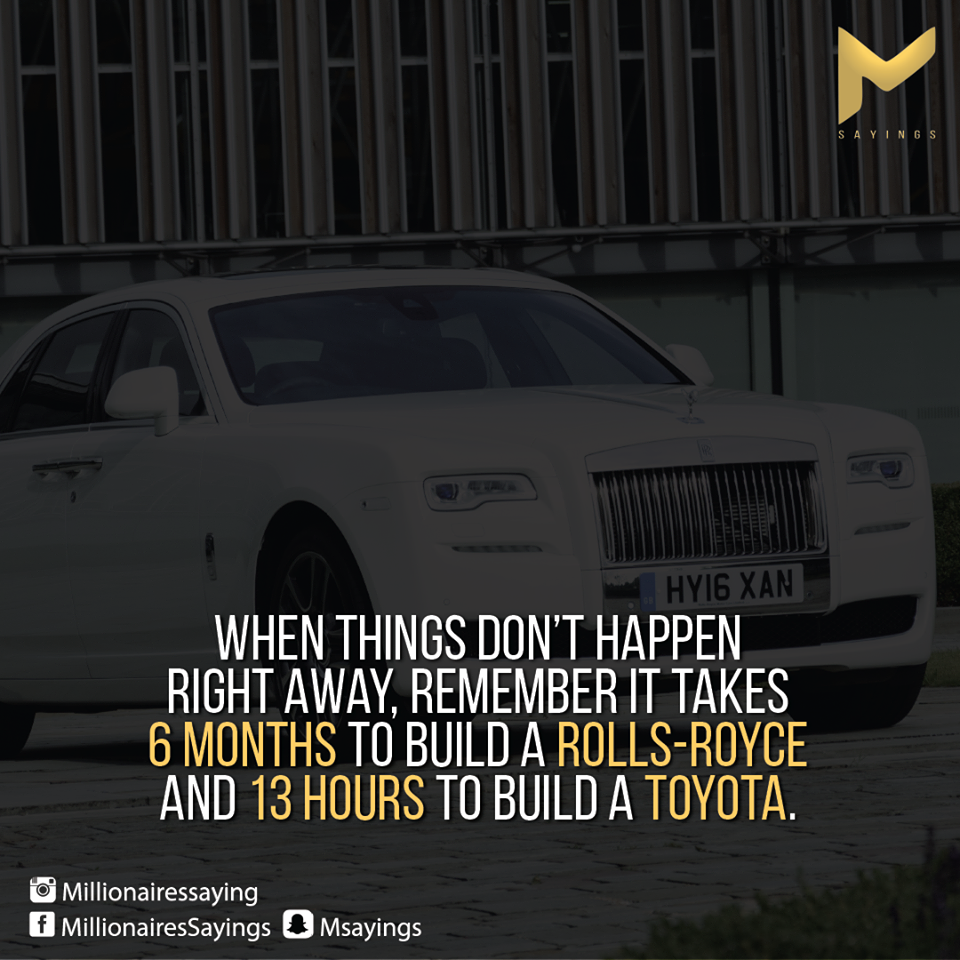 SAYINGS
HY16 XAN
WHEN THINGS DON'T HAPPEN
RIGHT AWAY, REMEMBER IT TAKES
6 MONTHS TO BUILD A ROLLS-ROYCE
AND 13 HOURS TO BUILD A TOYOTA.
Millionairessaying
MillionairesSayings Msayings